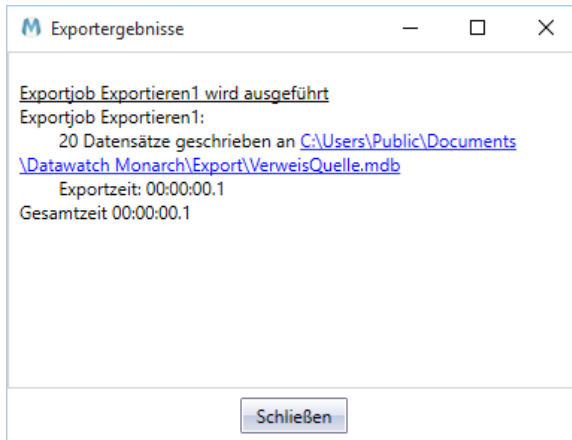 Exportergebnisse
Exportjob Exportieren1 wird ausgeführt
Exportjob Exportieren1:
20 Datensätze geschrieben an C:\Users\Public\Documents
\Datawatch Monarch\Export\VerweisQuelle.mdb
Exportzeit: 00:00:00.1
Gesamtzeit 00:00:00.1
Schließen